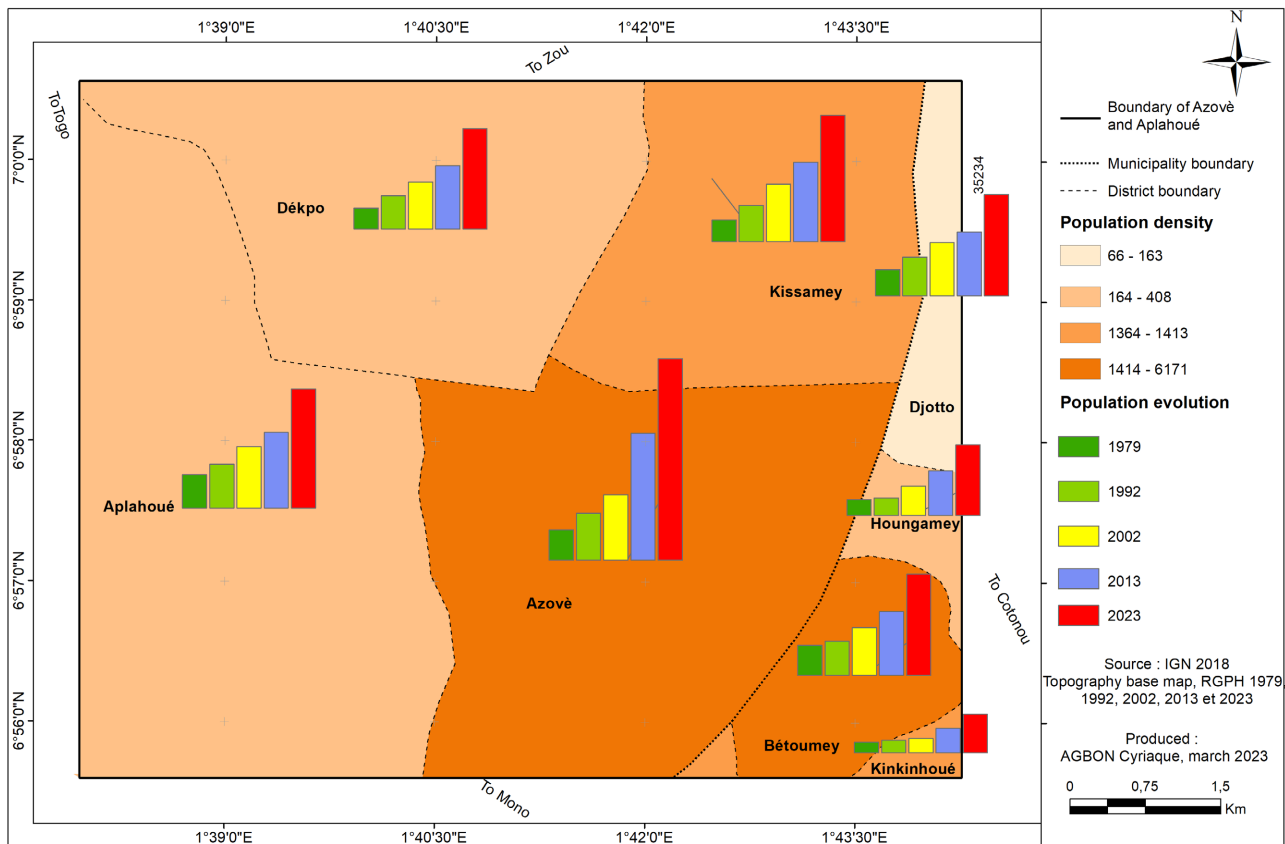 1°39'0"E
1°40'30"E
1°42'0"E
1°43'30"E
N
To Zou
ToTogo
7°0'0"N
6°59'0"N
6°58'0"N
6°57'0"N
6°56'0"N
Dékpo
Kissamey
35234
Djotto
Aplahoué
Houngamey
Azovè
To Cotonou
Bétoumey
Kinkinhoué
To Mono
1°39'0"E
1°40'30"E
1°42'0"E
1°43'30"E
Boundary of Azovè
and Aplahoué
Municipality boundary
District boundary
Population density
66 - 163
164 - 408
1364 - 1413
1414 - 6171
Population evolution
1979
1992
2002
2013
2023
Source : IGN 2018
Topography base map, RGPH 1979,
1992, 2002, 2013 et 2023
Produced :
AGBON Cyriaque, march 2023
0 0,75 1,5
Km